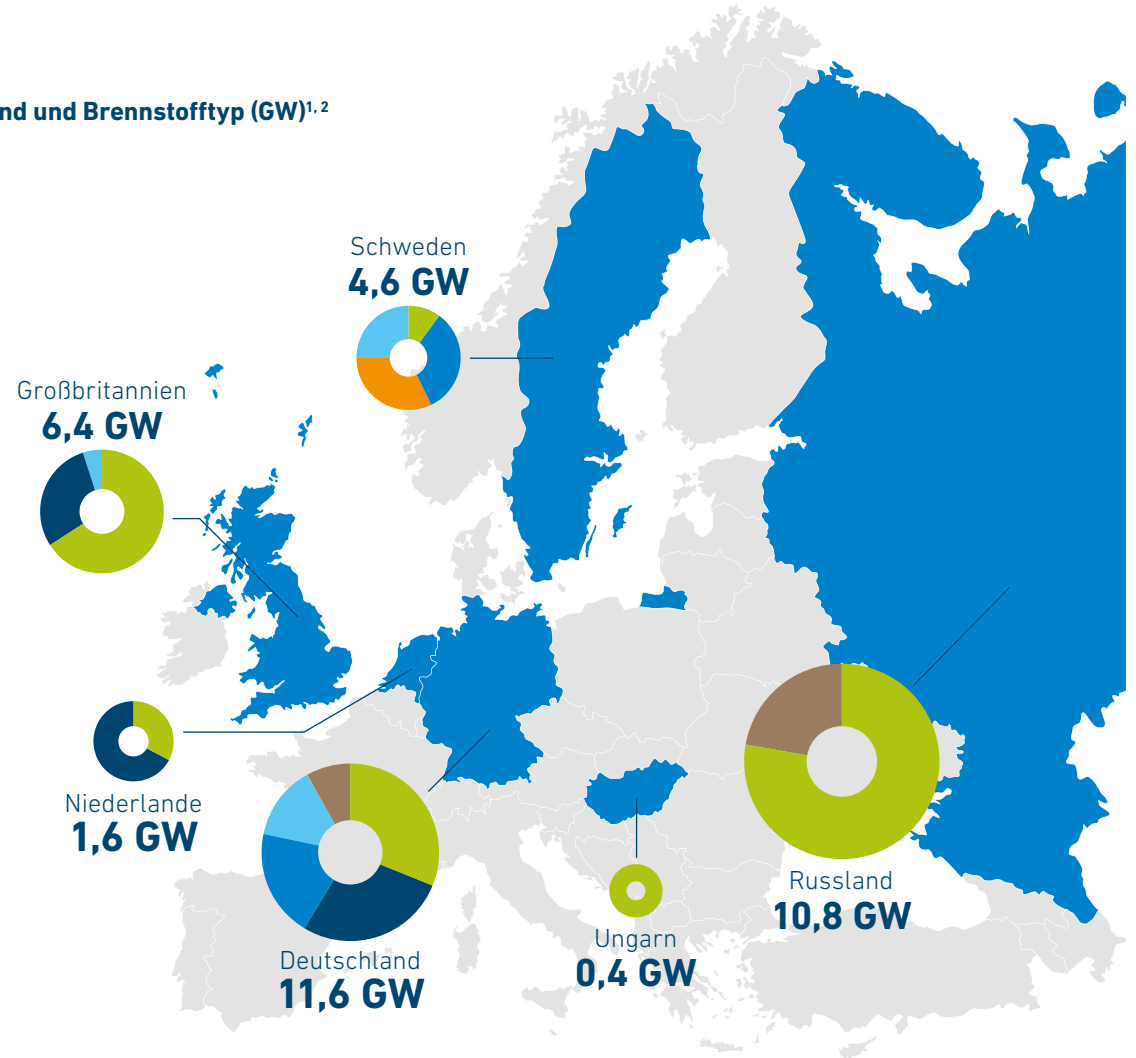 nd und Brennstofftyp (GW)¹˒ ²
Schweden
4,6 GW
Großbritannien
6,4 GW
Niederlande
1,6 GW
Deutschland
11,6 GW
Ungarn
0,4 GW
Russland
10,8 GW